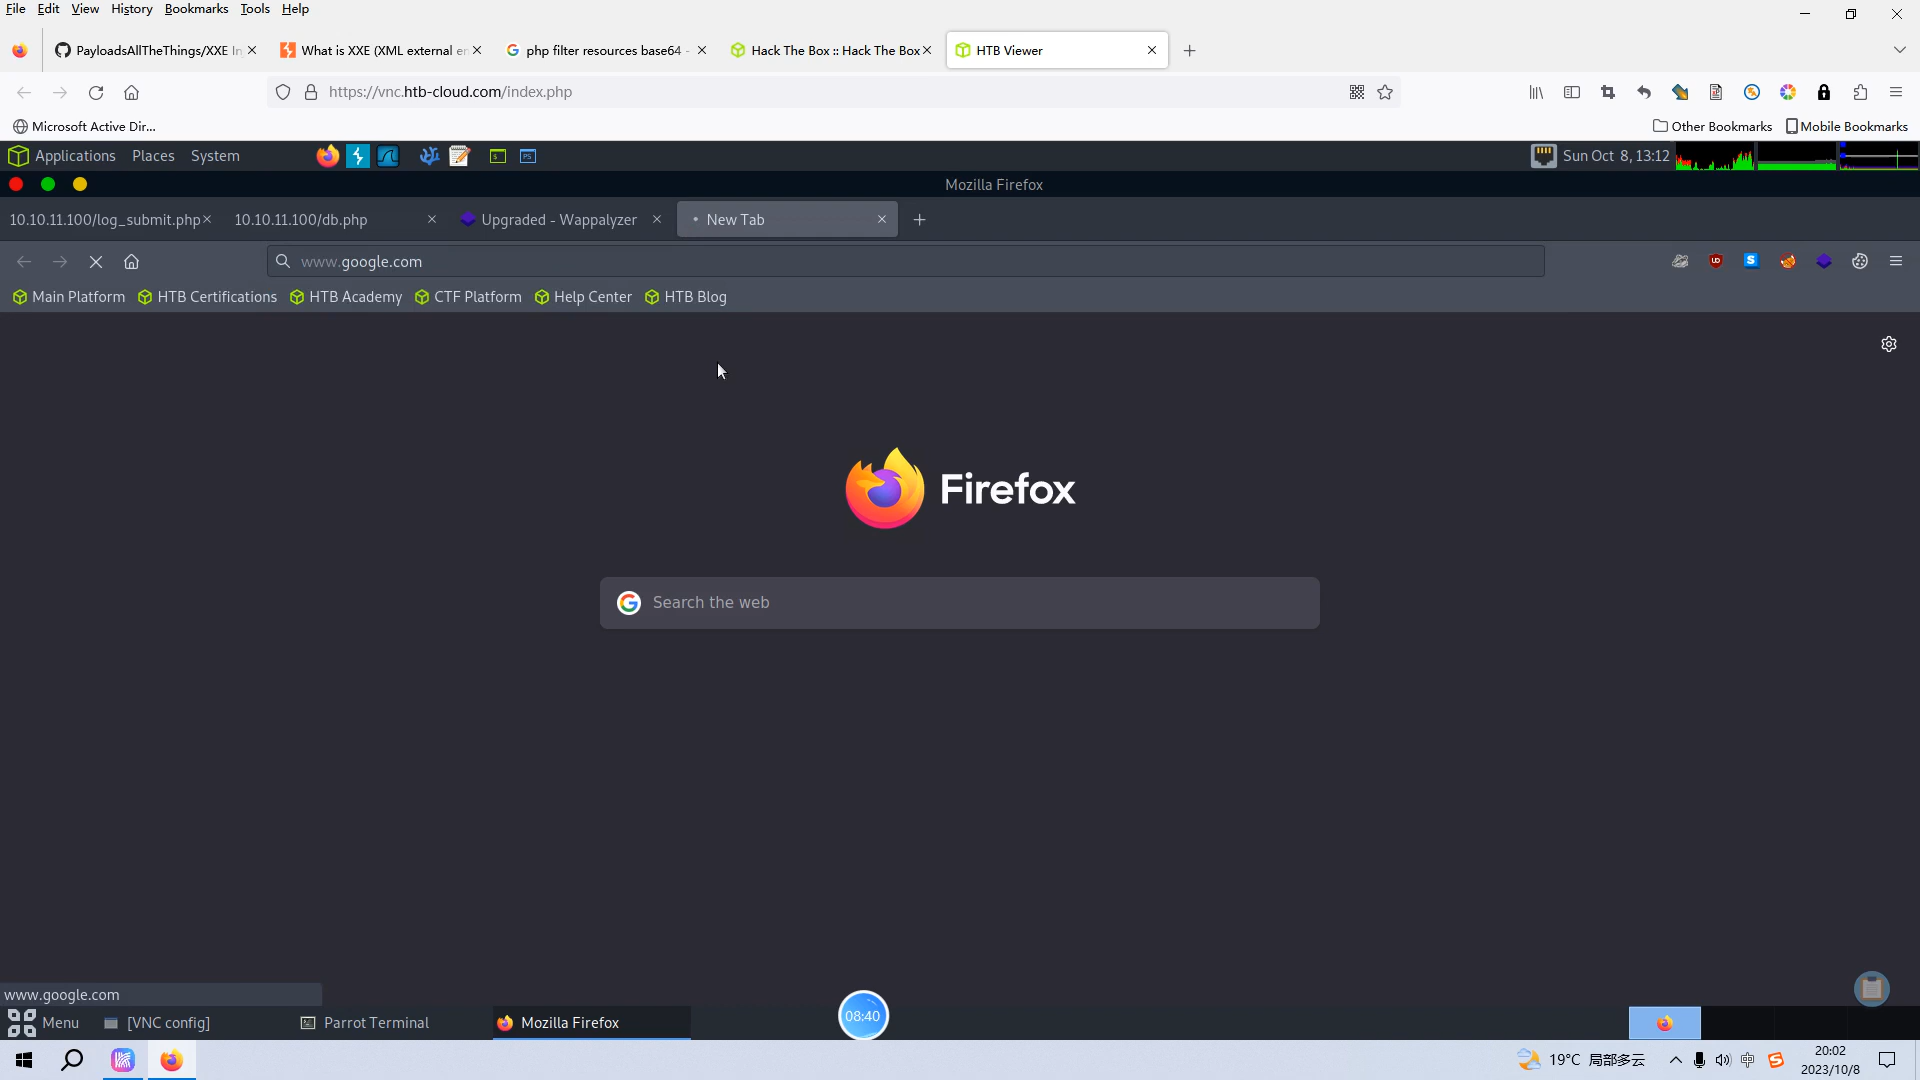 File Edit View History Bookmarks Tools Help
PayloadsAllTheThings/XXE In
What is XXE (XML external en
php filter resources base64 -
Hack The Box :: Hack The Box
HTB Viewer
https://vnc.htb-cloud.com/index.php
Microsoft Active Dir...
Other Bookmarks
Mobile Bookmarks
Applications Places System
Sun Oct 8, 13:12
Mozilla Firefox
10.10.11.100/log_submit.php
10.10.11.100/db.php
Upgraded - Wappalyzer
New Tab
www.google.com
Main Platform
HTB Certifications
HTB Academy
CTF Platform
Help Center
HTB Blog
Firefox
Search the web
www.google.com
Menu
[VNC config]
Parrot Terminal
Mozilla Firefox
08:40
19°C 局部多云
中
20:02
2023/10/8